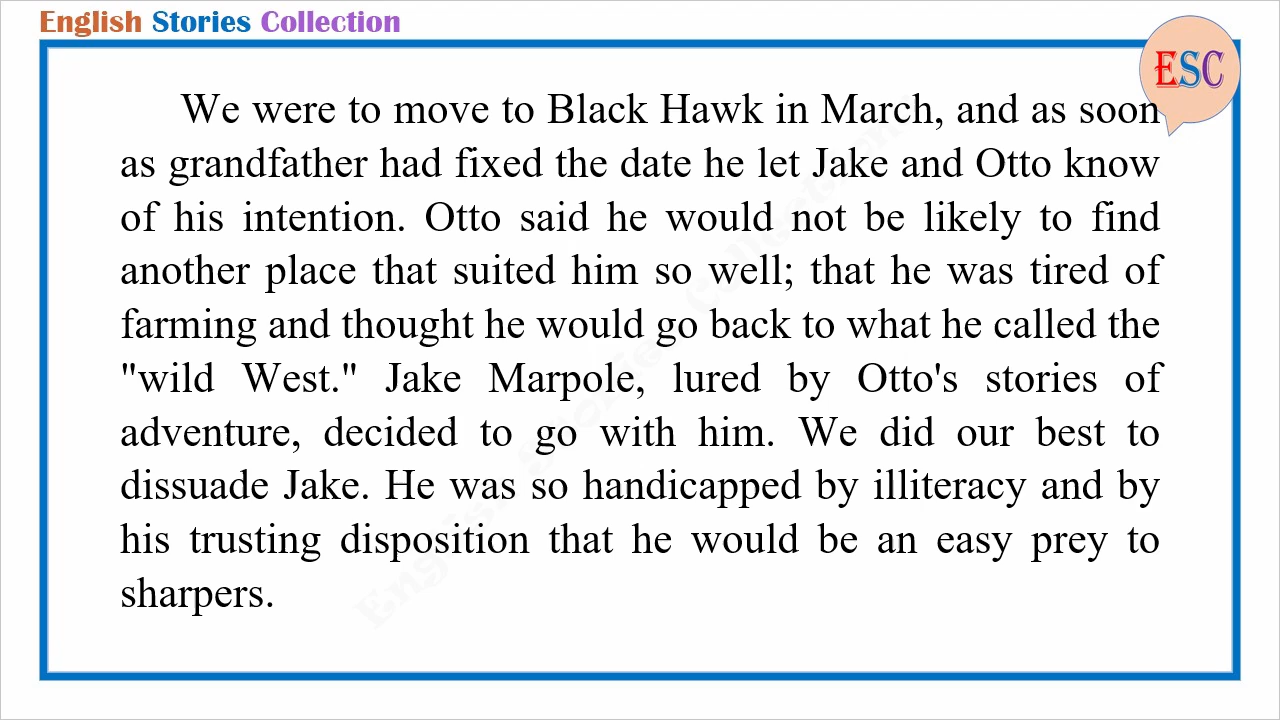 English Stories Collection
ESC
We were to move to Black Hawk in March, and as soon
as grandfather had fixed the date he let Jake and Otto know
of his intention. Otto said he would not be likely to find
another place that suited him so well; that he was tired of
farming and thought he would go back to what he called the
"wild West." Jake Marpole, lured by Otto's stories of
adventure, decided to go with him. We did our best to
dissuade Jake. He was so handicapped by illiteracy and by
his trusting disposition that he would be an easy prey to
sharpers.
English Stories Collection